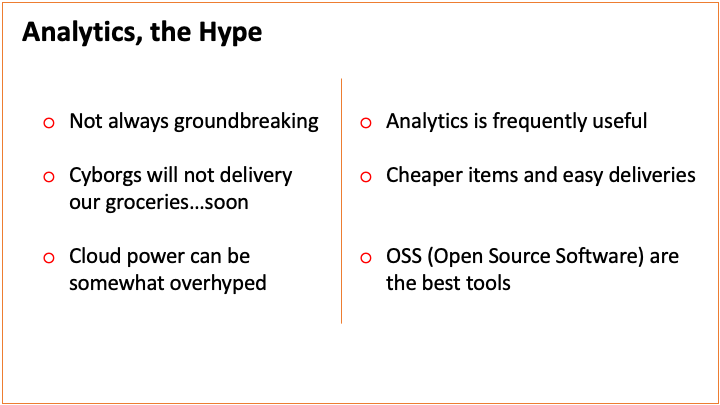 Analytics, the Hype
Not always groundbreaking
Cyborgs will not delivery
our groceries...soon
Cloud power can be
somewhat overhyped
Analytics is frequently useful
Cheaper items and easy deliveries
OSS (Open Source Software) are
the best tools